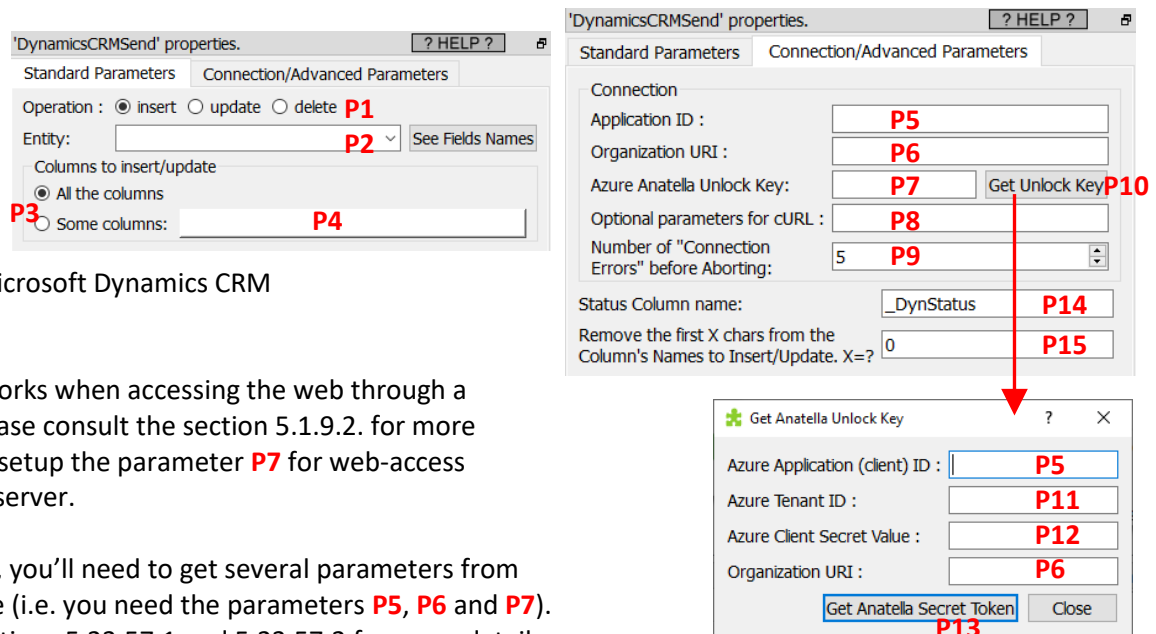 'DynamicsCRMSend' properties. ? HELP ?
Standard Parameters Connection/Advanced Parameters
Operation : insert update delete P1
Entity: P2 See Fields Names
Columns to insert/update
All the columns
P3
Some columns: P4
'DynamicsCRMSend' properties. ? HELP ?
Standard Parameters Connection/Advanced Parameters
Connection
Application ID : P5
Organization URI : P6
Azure Anatella Unlock Key: P7 Get Unlock Key P10
Optional parameters for cURL : P8
Number of "Connection
Errors" before Aborting: 5 P9
Status Column name: _DynStatus P14
Remove the first X chars from the
Column's Names to Insert/Update. X=? 0 P15
icrosoft Dynamics CRM
orks when accessing the web through a
ase consult the section 5.1.9.2. for more
setup the parameter P7 for web-access
server.
, you'll need to get several parameters from
e (i.e. you need the parameters P5, P6 and P7).
Get Anatella Unlock Key ? ×
Azure Application (client) ID : P5
Azure Tenant ID : P11
Azure Client Secret Value : P12
Organization URI : P6
Get Anatella Secret Token Close
P13